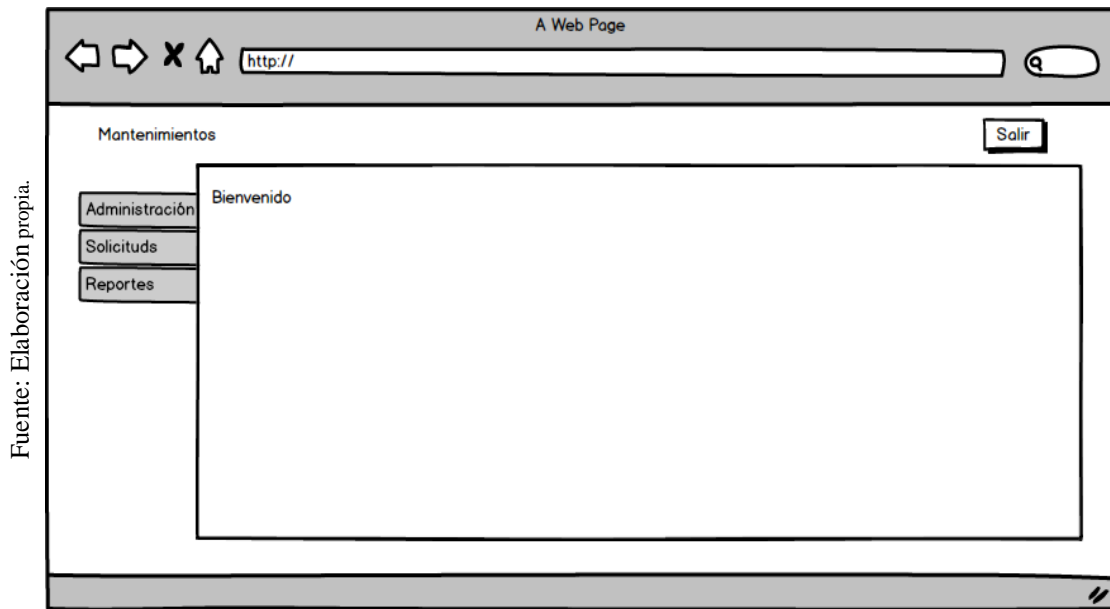 A Web Page
http://
Mantenimientos
Salir
Bienvenido
Administración
Solicituds
Reportes
Fuente: Elaboración propia.